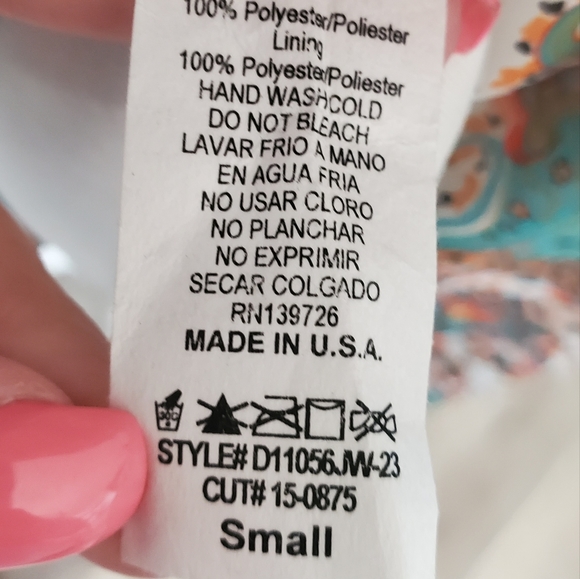 100% Polyester/Poliester
Lining
100% Polyester/Poliester
HAND WASHCOLD
DO NOT BLEACH
LAVAR FRIO A MANO
EN AGUA FRIA
NO USAR CLORO
NO PLANCHAR
NO EXPRIMIR
SECAR COLGADO
RN139726
MADE IN U.S.A.
30C
STYLE# D11056JW-23
CUT# 15-0875
Small